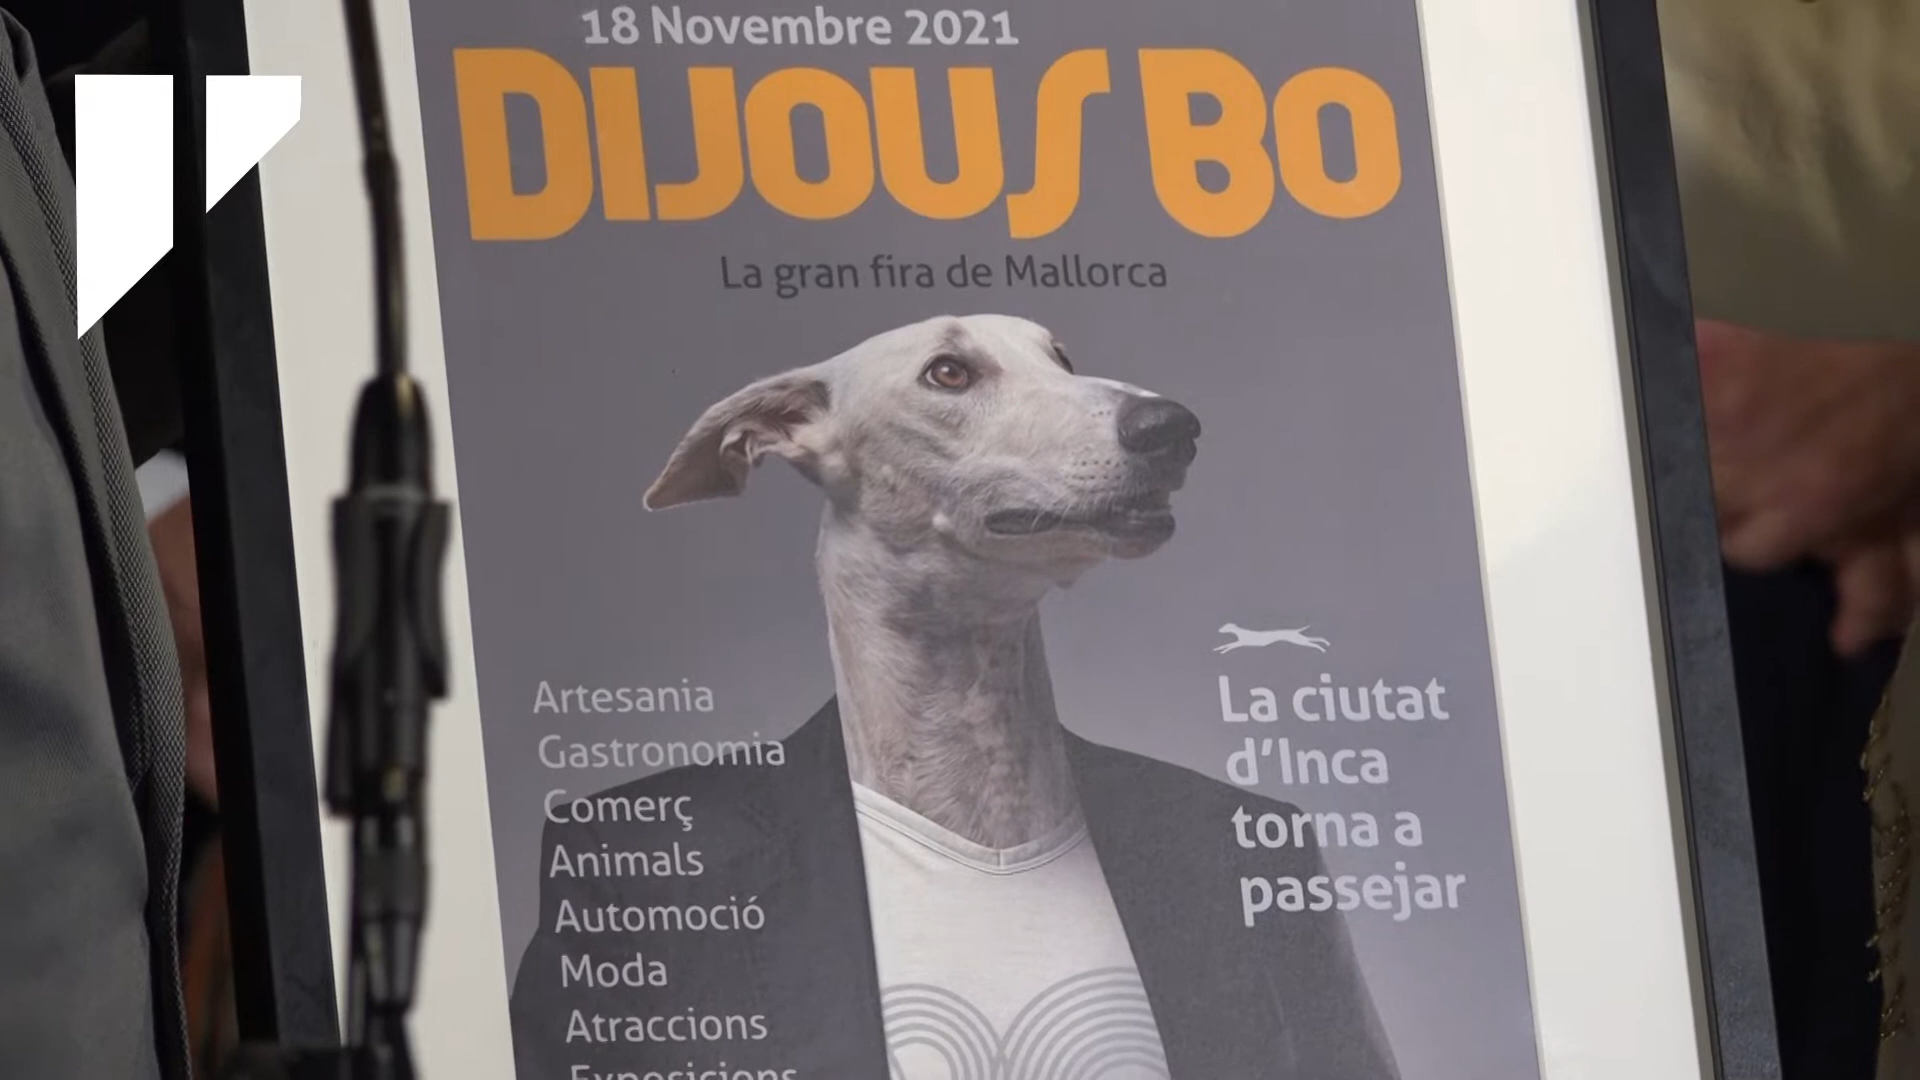 18 Novembre 2021
DIJOUS BO
La gran fira de Mallorca
Artesania
Gastronomia
Comerç
Animals
Automoció
Moda
Atraccions
Exposicions
La ciutat
d'Inca
torna a
passejar